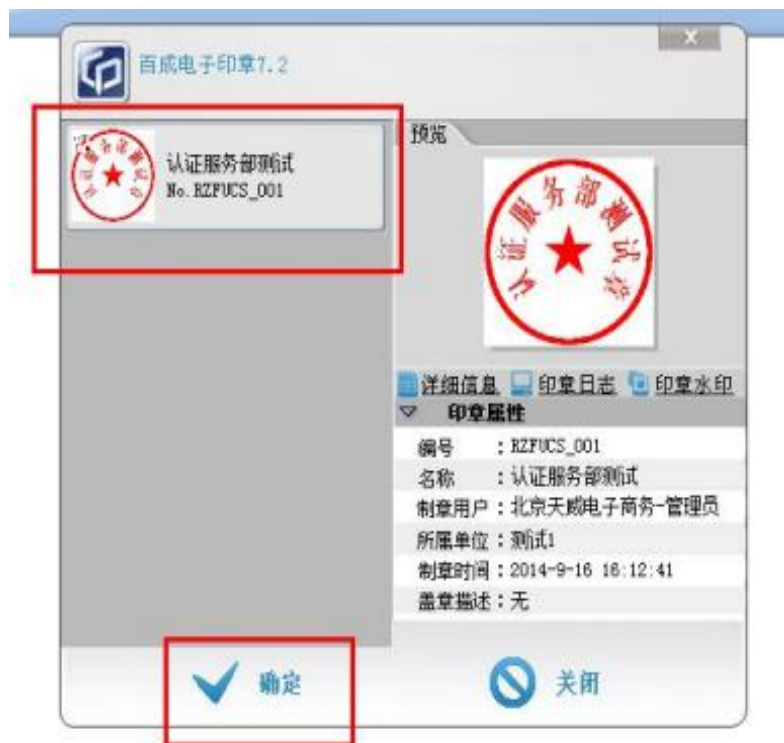 百成电子印章7.2
认证服务部测试
No.RZFUCS_001
预览
认证服务部测试章
详细信息 印章日志 印章水印
印章属性
编号 : RZFUCS_001
名称 : 认证服务部测试
制章用户 : 北京天威电子商务-管理员
所属单位 : 测试1
制章时间 : 2014-9-16 16:12:41
盖章描述 : 无
确定
关闭